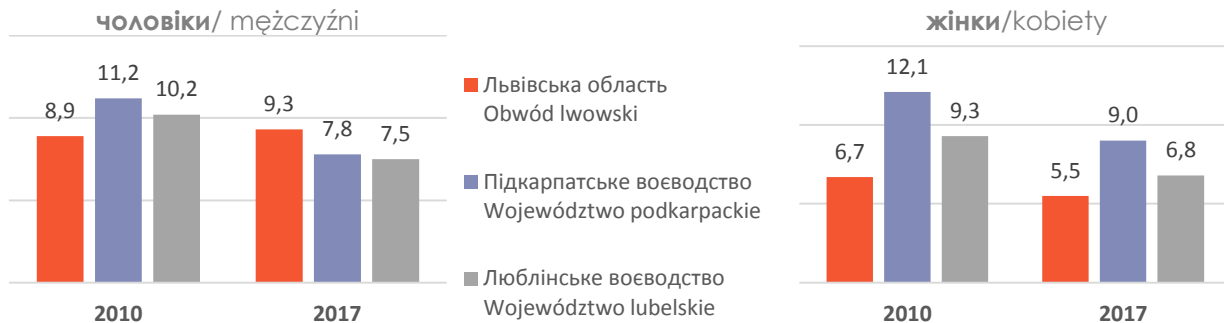 чоловіки/ mężczyźni
8,9
11,2
10,2
9,3
7,8
7,5
2010
2017
Львівська область
Obwód lwowski
Підкарпатське воєводство
Województwo podkarpackie
Люблінське воєводство
Województwo lubelskie
жінки/kobiety
6,7
12,1
9,3
5,5
9,0
6,8
2010
2017